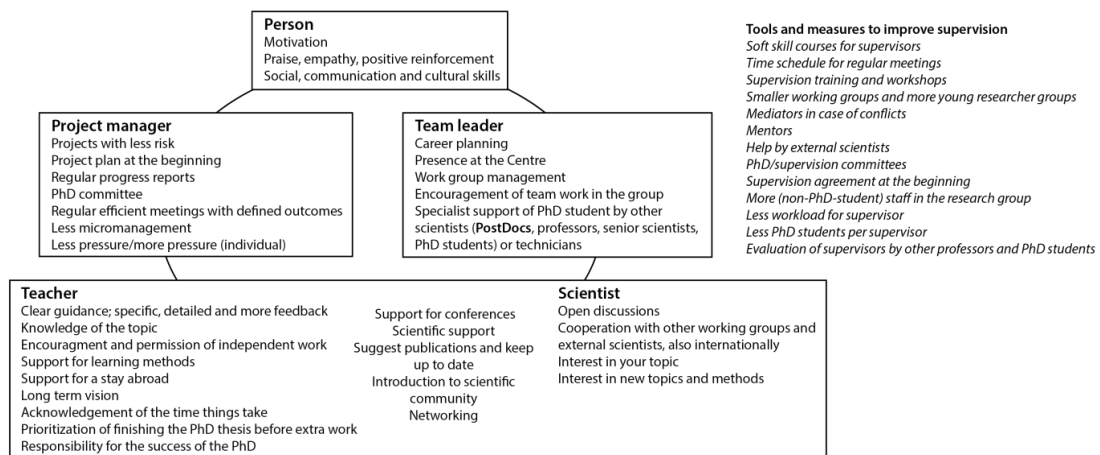 Person
Motivation
Praise, empathy, positive reinforcement
Social, communication and cultural skills
Project manager
Projects with less risk
Project plan at the beginning
Regular progress reports
PhD committee
Regular efficient meetings with defined outcomes
Less micromanagement
Less pressure/more pressure (individual)
Team leader
Career planning
Presence at the Centre
Work group management
Encouragement of team work in the group
Specialist support of PhD student by other
scientists (PostDocs, professors, senior scientists,
PhD students) or technicians
Teacher
Clear guidance; specific, detailed and more feedback
Knowledge of the topic
Encouragment and permission of independent work
Support for learning methods
Support for a stay abroad
Long term vision
Acknowledgement of the time things take
Prioritization of finishing the PhD thesis before extra work
Responsibility for the success of the PhD
Support for conferences
Scientific support
Suggest publications and keep
up to date
Introduction to scientific
community
Networking
Scientist
Open discussions
Cooperation with other working groups and
external scientists, also internationally
Interest in your topic
Interest in new topics and methods
Tools and measures to improve supervision
Soft skill courses for supervisors
Time schedule for regular meetings
Supervision training and workshops
Smaller working groups and more young researcher groups
Mediators in case of conflicts
Mentors
Help by external scientists
PhD/supervision committees
Supervision agreement at the beginning
More (non-PhD-student) staff in the research group
Less workload for supervisor
Less PhD students per supervisor
Evaluation of supervisors by other professors and PhD students